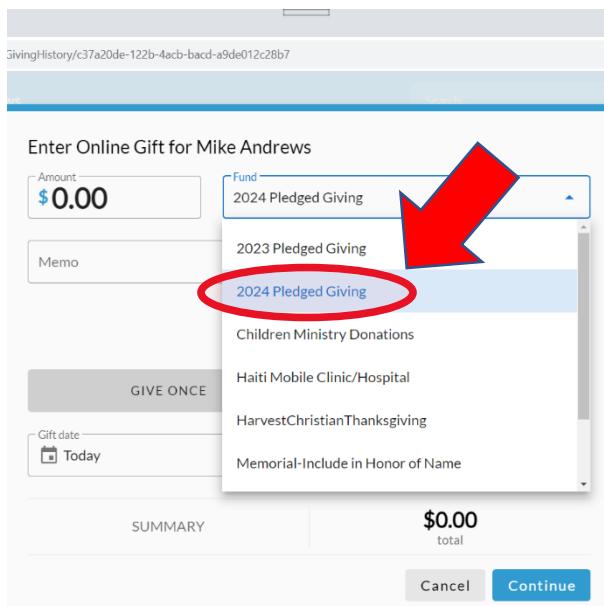 GivingHistory/c37a20de-122b-4acb-bacd-a9de012c28b7
Search
Enter Online Gift for Mike Andrews
Amount
$0.00
Fund
2024 Pledged Giving
Memo
2023 Pledged Giving
2024 Pledged Giving
Children Ministry Donations
Haiti Mobile Clinic/Hospital
HarvestChristianThanksgiving
Memorial-Include in Honor of Name
GIVE ONCE
Gift date
Today
SUMMARY
$0.00
total
Cancel
Continue